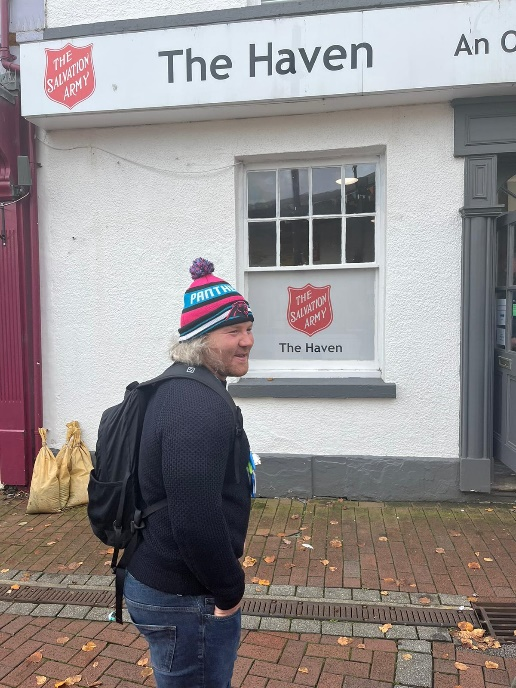 THE
SALVATION
ARMY
The Haven
An O
PANTH
THE
SALVATION
ARMY
The Haven